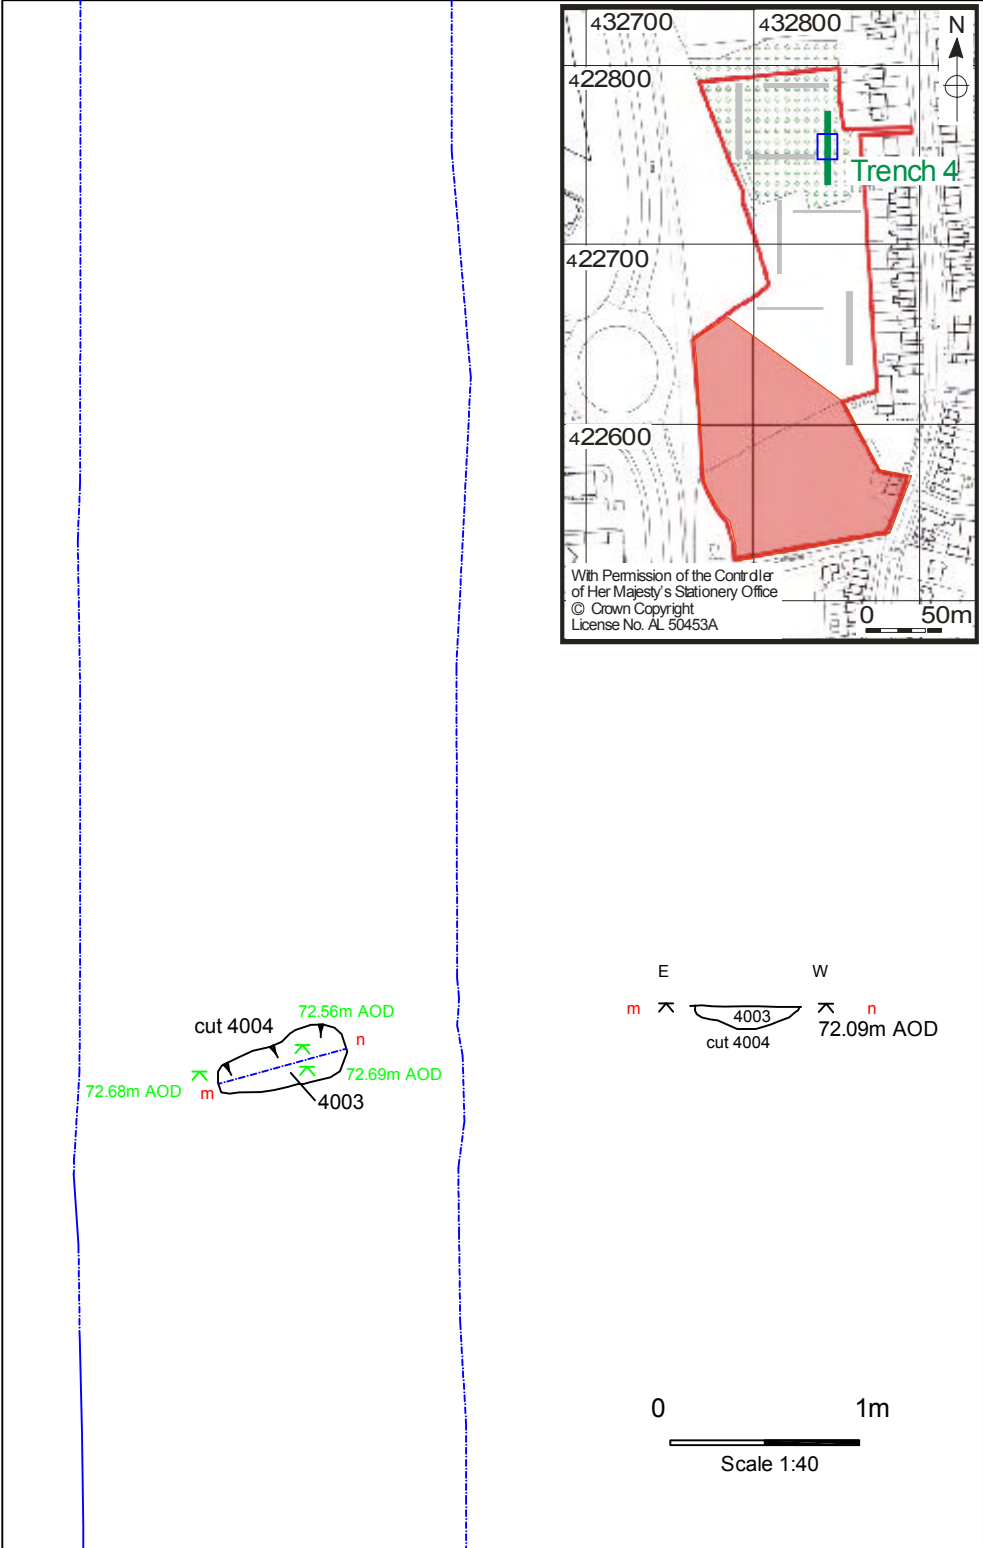 432700
432800
N
422800
Trench 4
422700
422600
With Permission of the Controller
of Her Majesty's Stationery Office
© Crown Copyright
License No. AL 50453A
0 50m
E W
m n
4003
72.09m AOD
cut 4004
72.56m AOD
cut 4004
n
72.69m AOD
72.68m AOD
m
4003
0 1m
Scale 1:40